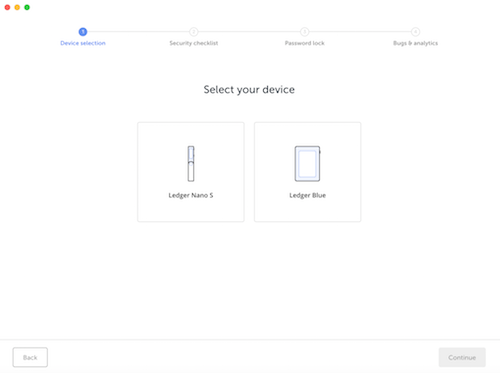 Device selection
Security checklist
Password lock
Bugs & analytics
Select your device
Ledger Nano S
Ledger Blue
Back
Continue